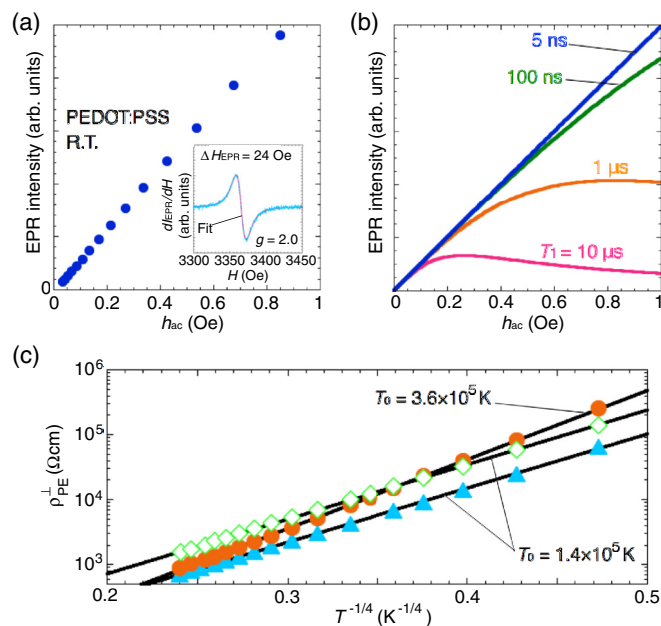 (a)
EPR intensity (arb. units)
PEDOT:PSS
R.T.
0
0 0.2 0.4 0.6 0.8 1
hac (Oe)
ΔHEPR = 24 Oe
dIEPR/dH
(arb. units)
Fit
g = 2.0
3300 3350 3400 3450
H (Oe)
(b)
EPR intensity (arb. units)
5 ns
100 ns
1 μs
T1 = 10 μs
0 0.2 0.4 0.6 0.8 1
hac (Oe)
(c)
ρ⊥PE (Ωcm)
10^6
10^5
10^4
10^3
T0 = 3.6×10^5 K
T0 = 1.4×10^5 K
0.2 0.3 0.4 0.5
T^-1/4 (K^-1/4)